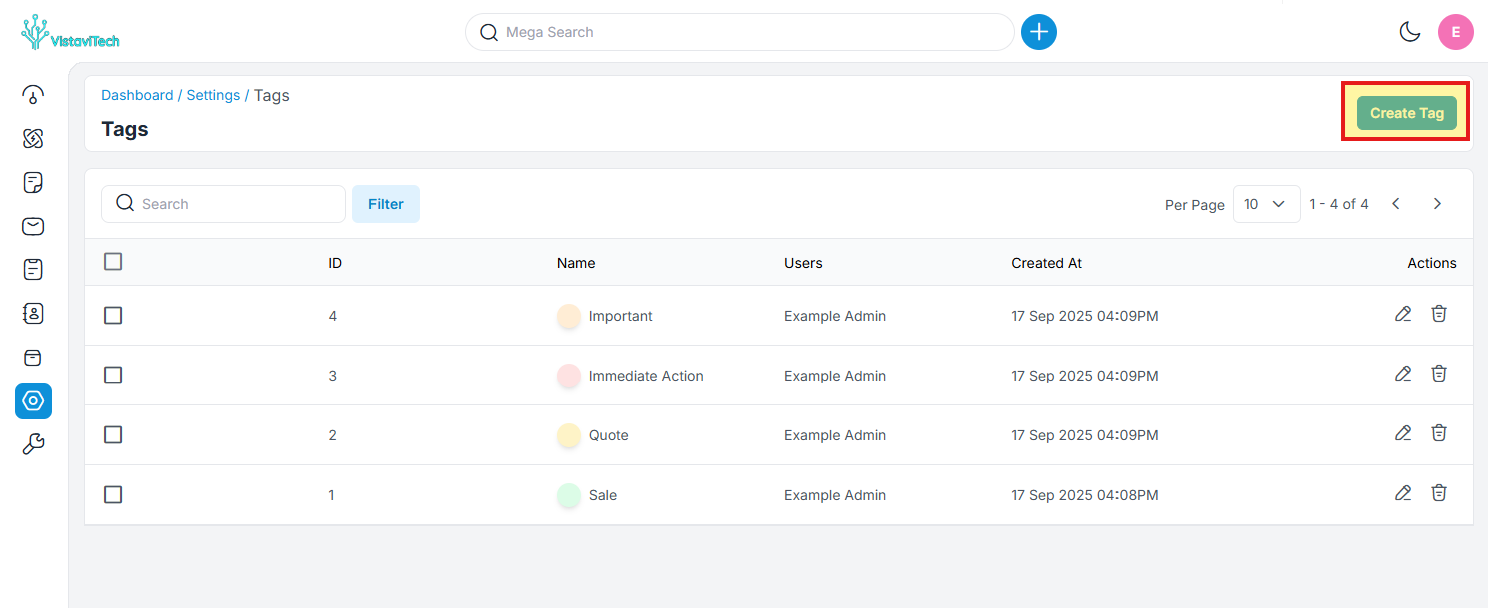 VistaviTech
Mega Search
E
Dashboard / Settings / Tags
Tags
Create Tag
Search
Filter
Per Page 10 1 - 4 of 4
ID Name Users Created At Actions
4 Important Example Admin 17 Sep 2025 04:09PM
3 Immediate Action Example Admin 17 Sep 2025 04:09PM
2 Quote Example Admin 17 Sep 2025 04:09PM
1 Sale Example Admin 17 Sep 2025 04:08PM